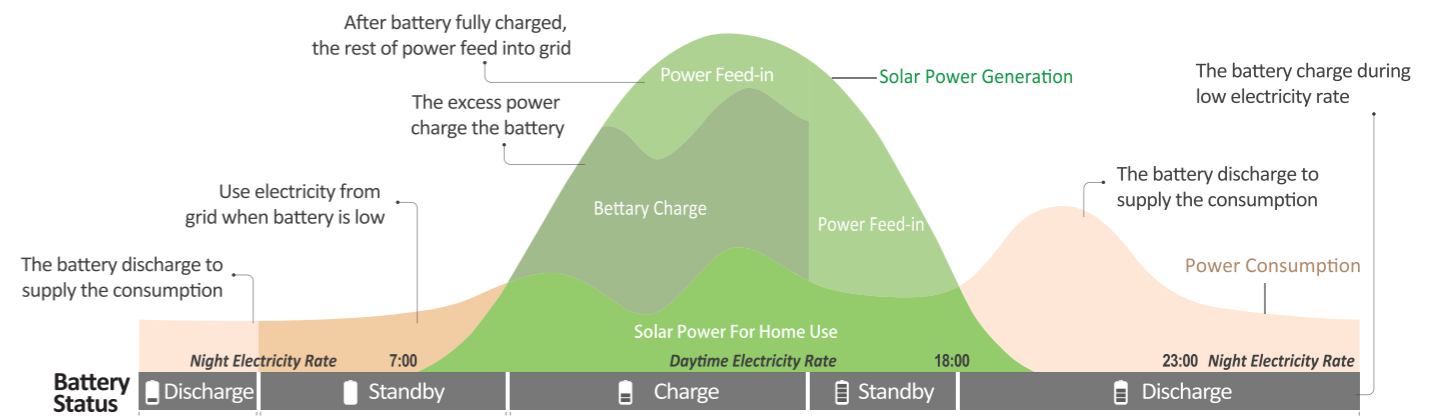 After battery fully charged,
the rest of power feed into grid
Power Feed-in
Solar Power Generation
The battery charge during
low electricity rate
The excess power
charge the battery
Use electricity from
grid when battery is low
Bettary Charge
Power Feed-in
The battery discharge to
supply the consumption
The battery discharge to
supply the consumption
Power Consumption
Solar Power For Home Use
Night Electricity Rate 7:00 Daytime Electricity Rate 18:00 23:00 Night Electricity Rate
Battery
Status
Discharge Standby Charge Standby Discharge